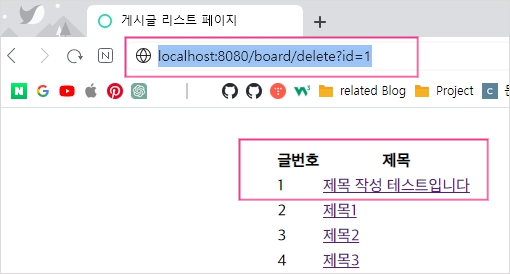 게시글 리스트 페이지
localhost:8080/board/delete?id=1
related Blog Project
글번호 제목
1 제목 작성 테스트입니다
2 제목1
3 제목2
4 제목3